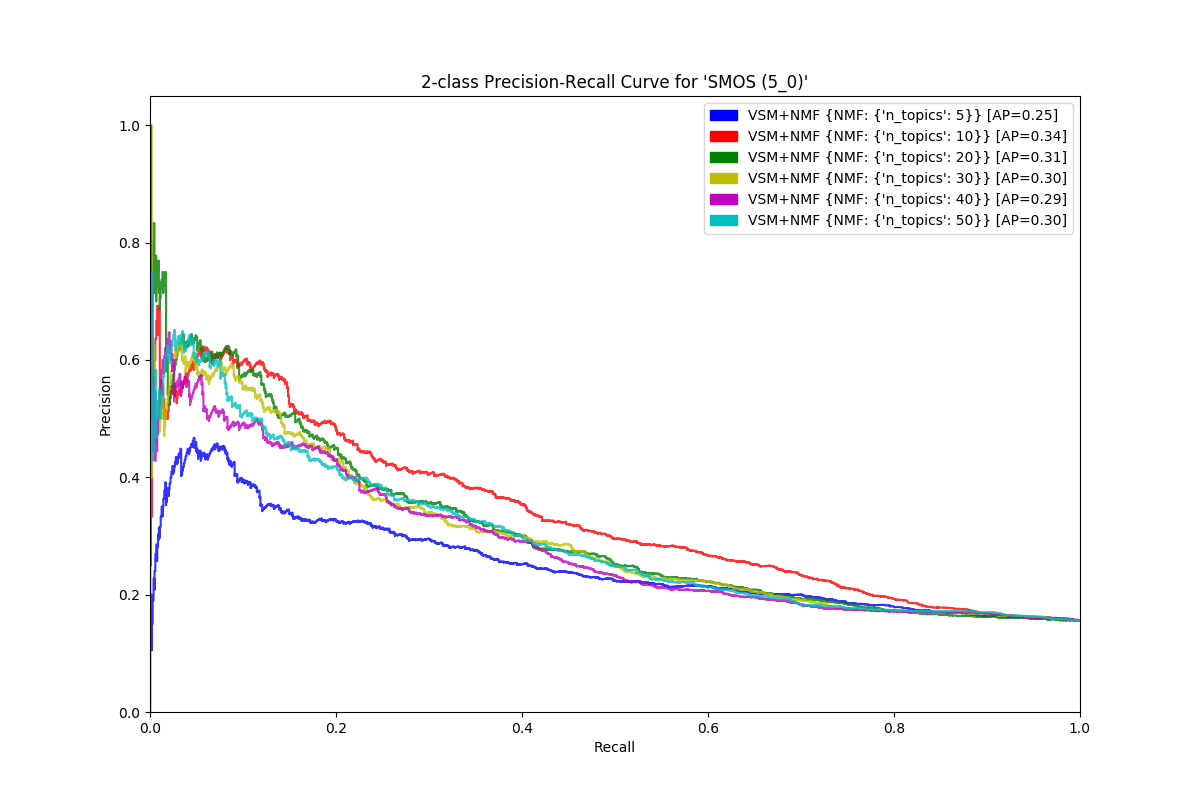 2-class Precision-Recall Curve for 'SMOS (5_0)'
VSM+NMF {NMF: {'n_topics': 5}} [AP=0.25]
VSM+NMF {NMF: {'n_topics': 10}} [AP=0.34]
VSM+NMF {NMF: {'n_topics': 20}} [AP=0.31]
VSM+NMF {NMF: {'n_topics': 30}} [AP=0.30]
VSM+NMF {NMF: {'n_topics': 40}} [AP=0.29]
VSM+NMF {NMF: {'n_topics': 50}} [AP=0.30]
1.0
0.8
0.6
0.4
0.2
0.0
Precision
0.0 0.2 0.4 0.6 0.8 1.0
Recall